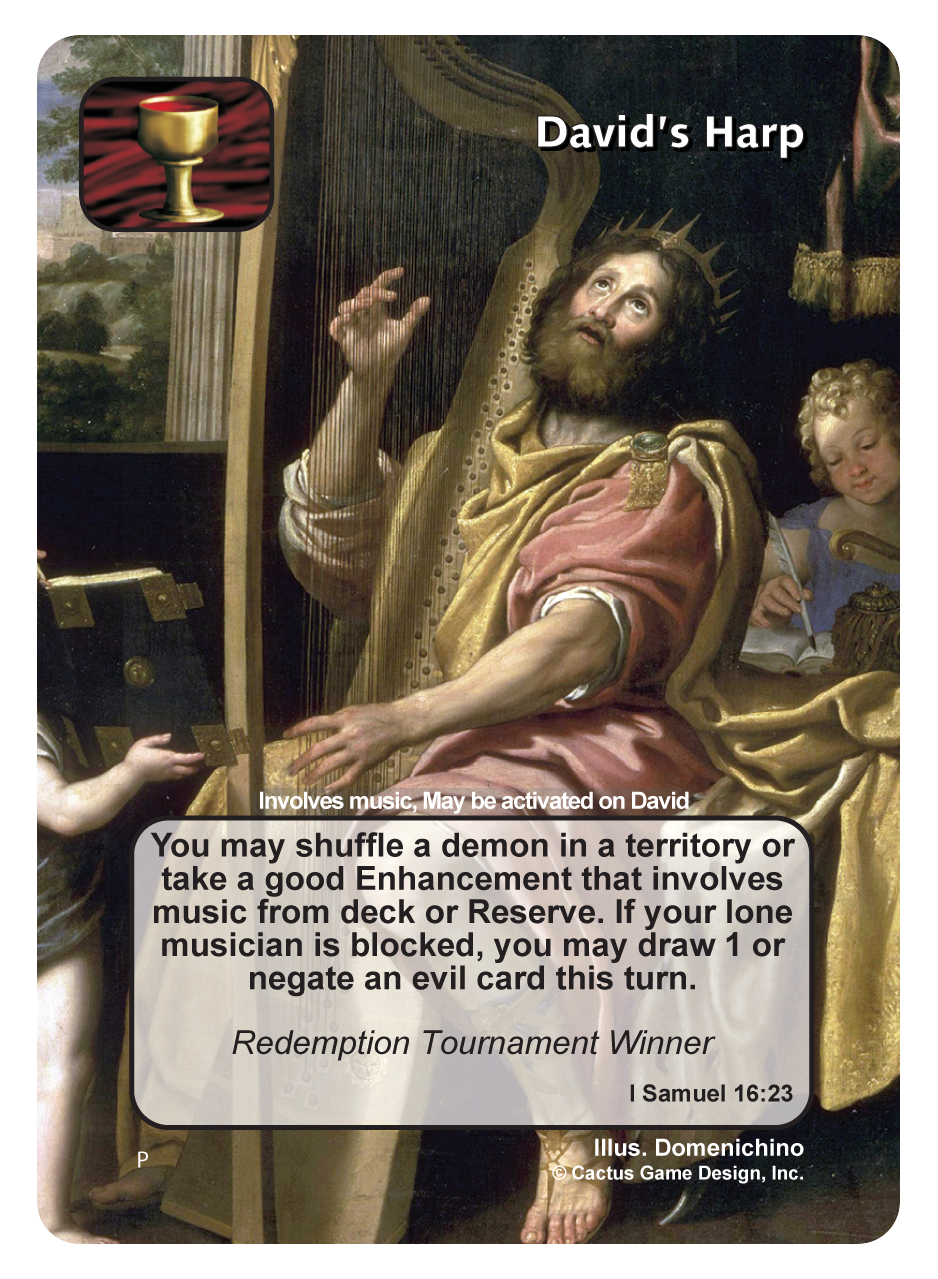 David's Harp
Involves music, May be activated on David
You may shuffle a demon in a territory or
take a good Enhancement that involves
music from deck or Reserve. If your lone
musician is blocked, you may draw 1 or
negate an evil card this turn.
Redemption Tournament Winner
I Samuel 16:23
P
Illus. Domenichino
© Cactus Game Design, Inc.